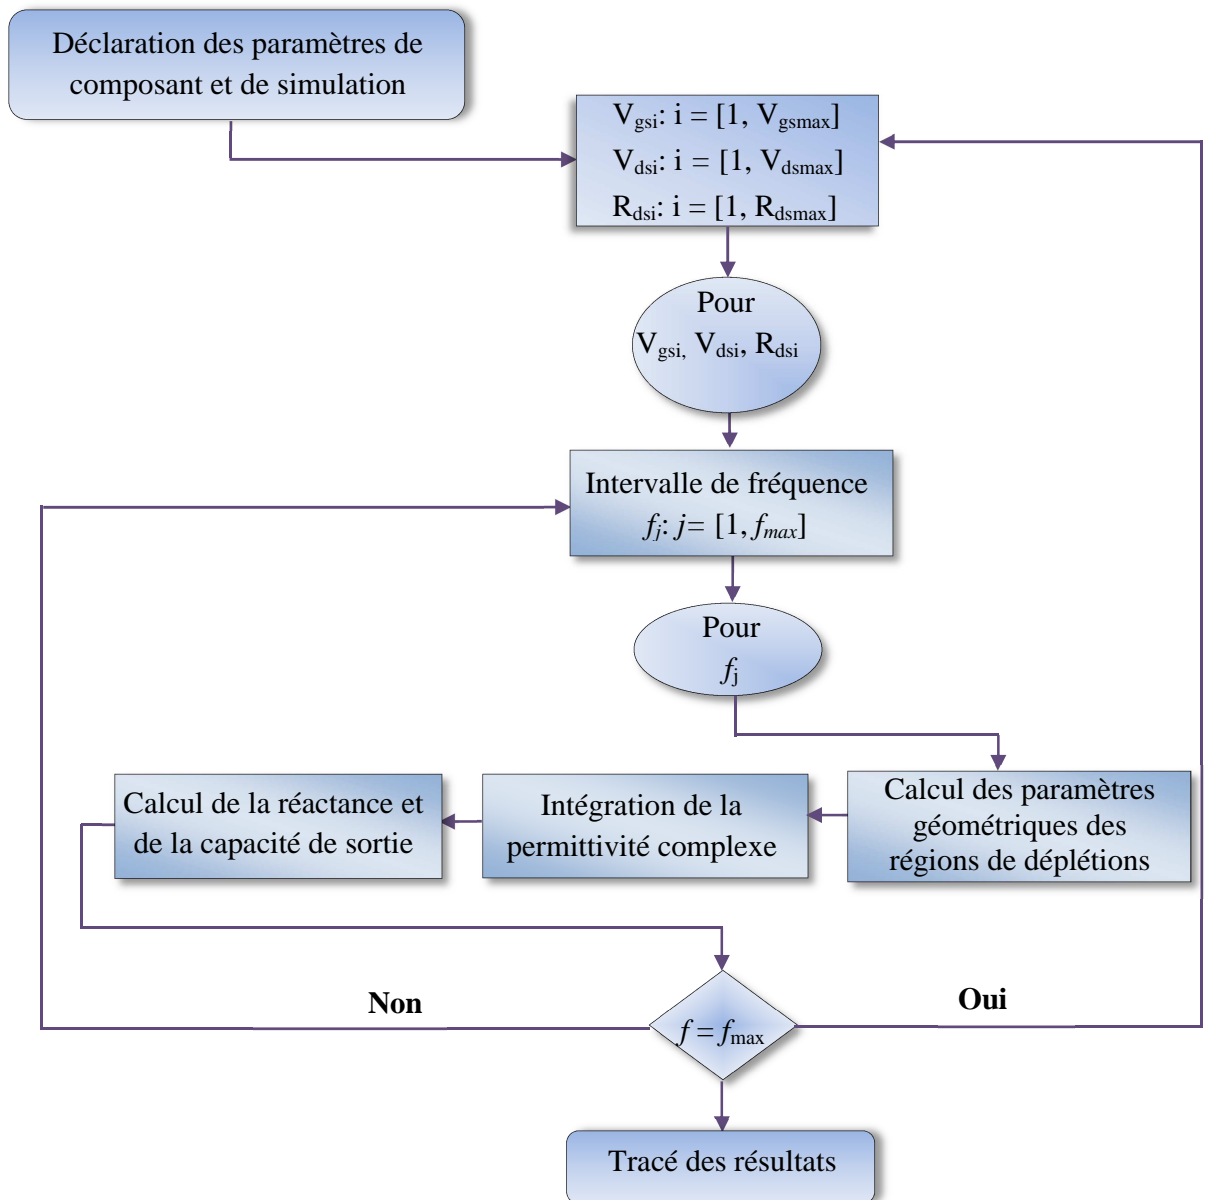 Déclaration des paramètres de
composant et de simulation
Vgsi: i = [1, Vgsmax]
Vdsi: i = [1, Vdsmax]
Rdsi: i = [1, Rdsmax]
Pour
Vgsi, Vdsi, Rdsi
Intervalle de fréquence
fj: j= [1, fmax]
Pour
fj
Calcul de la réactance et
de la capacité de sortie
Intégration de la
permittivité complexe
Calcul des paramètres
géométriques des
régions de déplétions
Non
Oui
f = fmax
Tracé des résultats